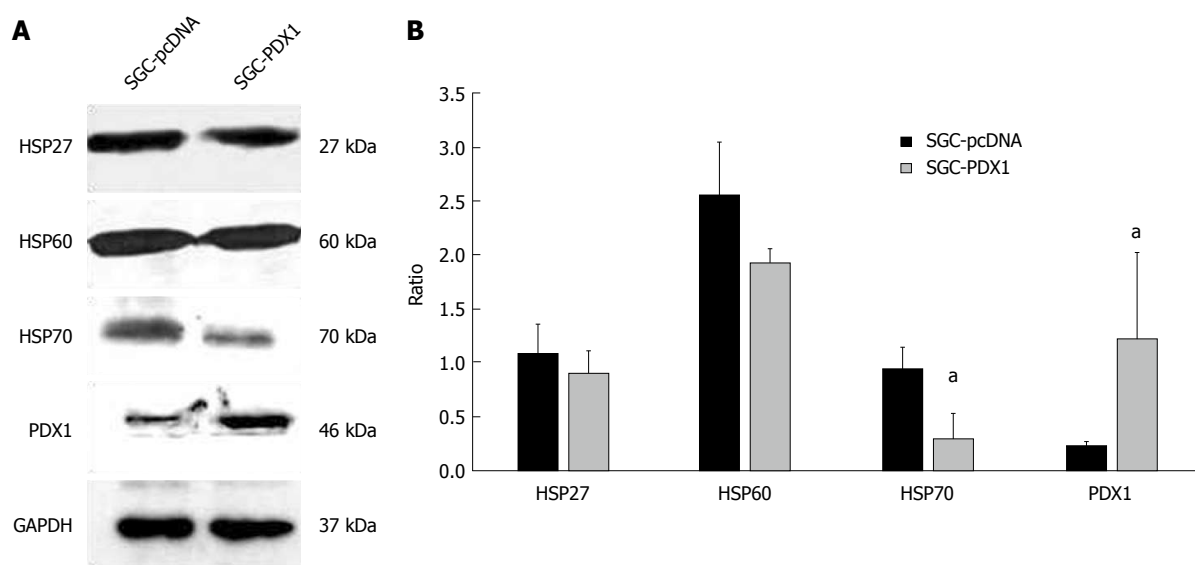 A
SGC-pcDNA
SGC-PDX1
HSP27
27 kDa
HSP60
60 kDa
HSP70
70 kDa
PDX1
46 kDa
GAPDH
37 kDa
B
3.5
3.0
2.5
2.0
1.5
1.0
0.5
0.0
Ratio
SGC-pcDNA
SGC-PDX1
a
a
HSP27
HSP60
HSP70
PDX1